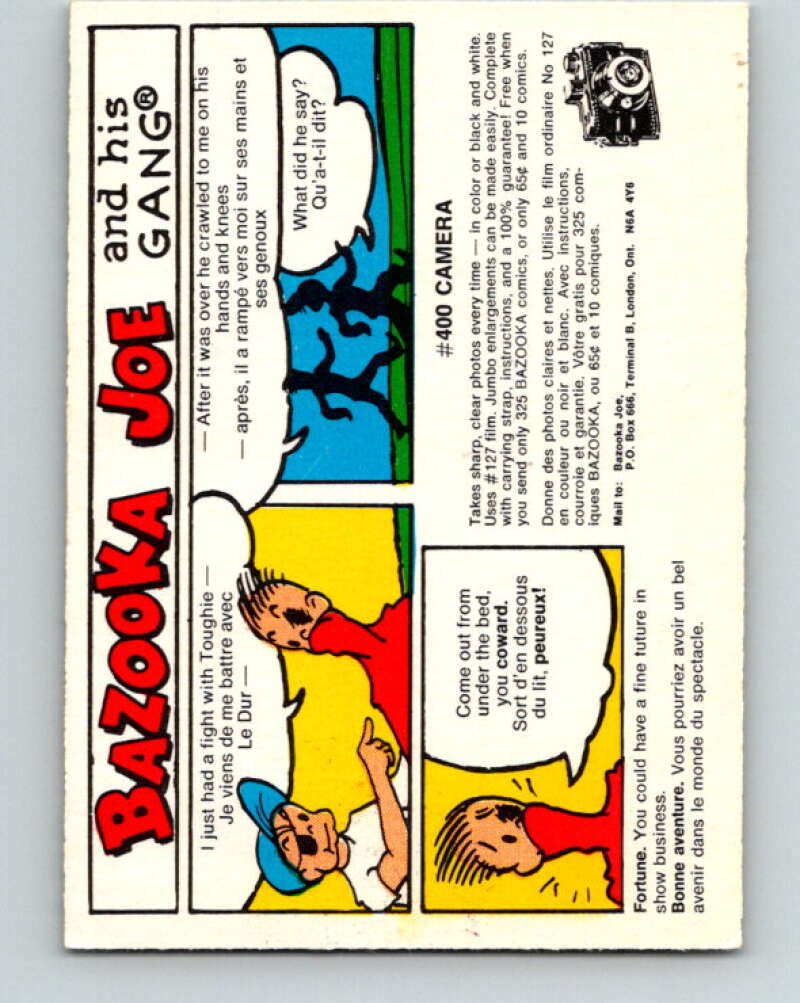 BAZOOKA JOE and his
GANG®
I just had a fight with Toughie —
Je viens de me battre avec
Le Dur —
— After it was over he crawled to me on his
hands and knees
— après, il a rampé vers moi sur ses mains et
ses genoux
What did he say?
Qu'a-t-il dit?
Come out from
under the bed,
you coward.
Sort d'en dessous
du lit, peureux!
#400 CAMERA
Takes sharp, clear photos every time — in color or black and white.
Uses #127 film. Jumbo enlargements can be made easily. Complete
with carrying strap, instructions, and a 100% guarantee! Free when
you send only 325 BAZOOKA comics, or only 65¢ and 10 comics.
Donne des photos claires et nettes. Utilise le film ordinaire No 127
en couleur ou noir et blanc. Avec instructions,
courroie et garantie. Vôtre gratis pour 325 com-
iques BAZOOKA, ou 65¢ et 10 comiques.
Mail to: Bazooka Joe,
P.O. Box 666, Terminal B, London, Ont. N6A 4Y6
Fortune. You could have a fine future in
show business.
Bonne aventure. Vous pourriez avoir un bel
avenir dans le monde du spectacle.